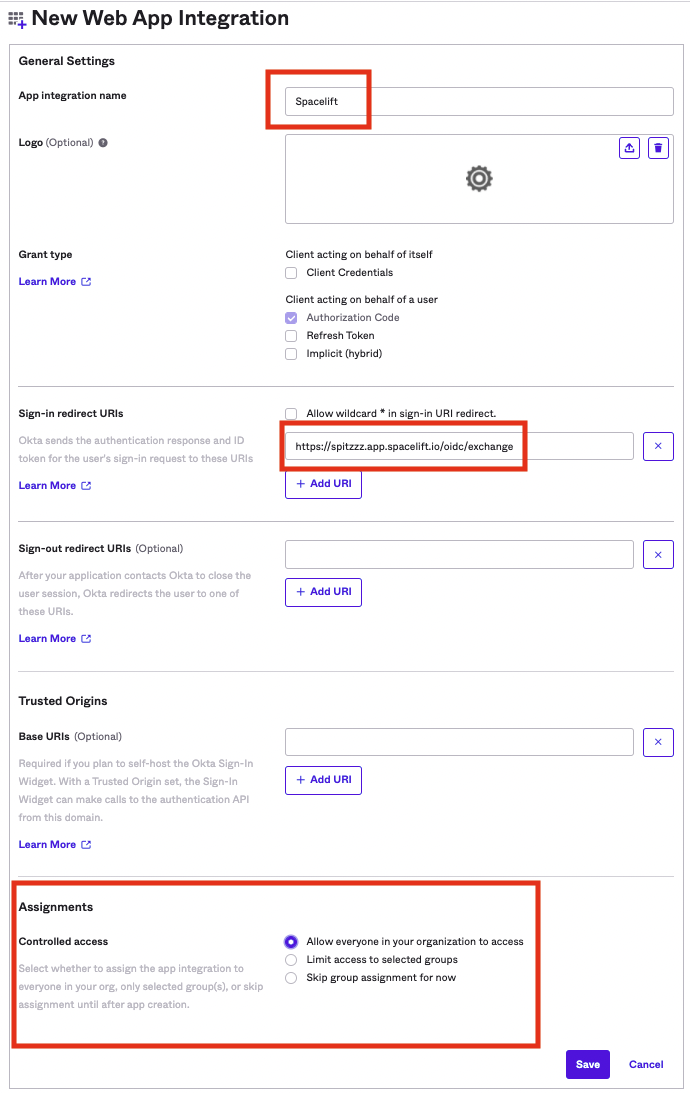 New Web App Integration
General Settings
App integration name
Spacelift
Logo (Optional) ?
Grant type
Learn More
Client acting on behalf of itself
Client Credentials
Client acting on behalf of a user
Authorization Code
Refresh Token
Implicit (hybrid)
Sign-in redirect URIs
Okta sends the authentication response and ID
token for the user's sign-in request to these URIs
Learn More
Allow wildcard * in sign-in URI redirect.
https://spitzzz.app.spacelift.io/oidc/exchange
+ Add URI
Sign-out redirect URIs (Optional)
After your application contacts Okta to close the
user session, Okta redirects the user to one of
these URIs.
Learn More
+ Add URI
Trusted Origins
Base URIs (Optional)
Required if you plan to self-host the Okta Sign-In
Widget. With a Trusted Origin set, the Sign-In
Widget can make calls to the authentication API
from this domain.
Learn More
+ Add URI
Assignments
Controlled access
Select whether to assign the app integration to
everyone in your org, only selected group(s), or skip
assignment until after app creation.
Allow everyone in your organization to access
Limit access to selected groups
Skip group assignment for now
Save
Cancel